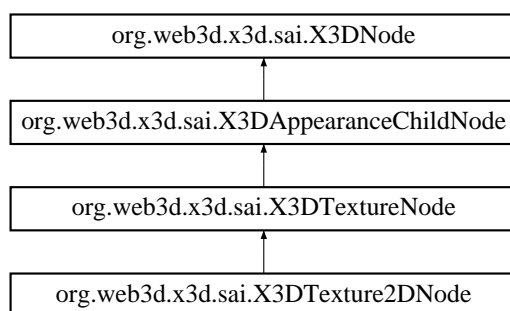 org.web3d.x3d.sai.X3DNode
org.web3d.x3d.sai.X3DAppearanceChildNode
org.web3d.x3d.sai.X3DTextureNode
org.web3d.x3d.sai.X3DTexture2DNode